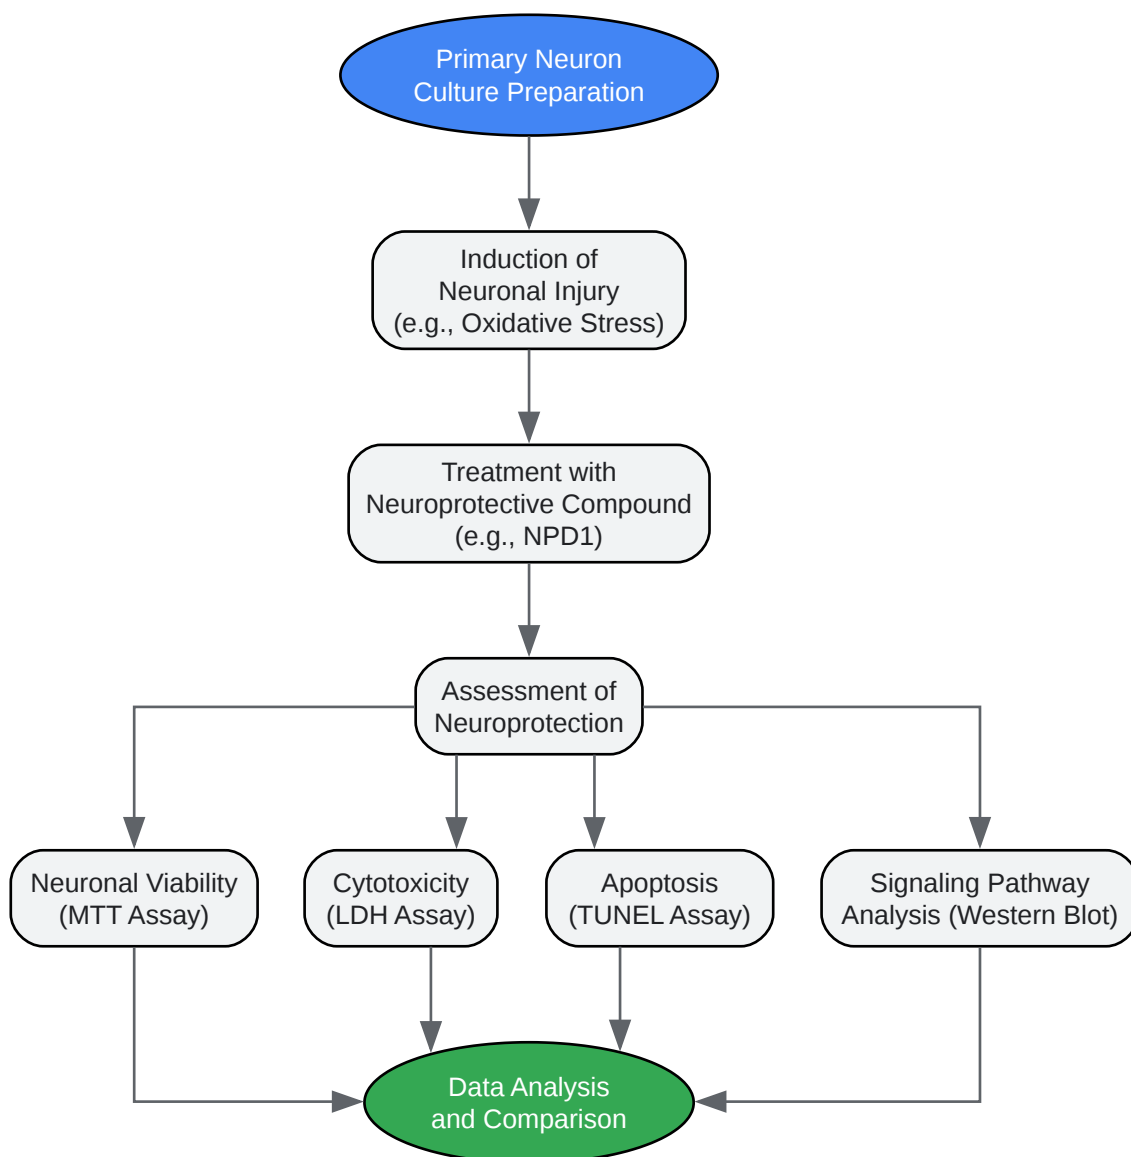 Primary Neuron
Culture Preparation
Induction of
Neuronal Injury
(e.g., Oxidative Stress)
Treatment with
Neuroprotective Compound
(e.g., NPD1)
Assessment of
Neuroprotection
Neuronal Viability
(MTT Assay)
Cytotoxicity
(LDH Assay)
Apoptosis
(TUNEL Assay)
Signaling Pathway
Analysis (Western Blot)
Data Analysis
and Comparison